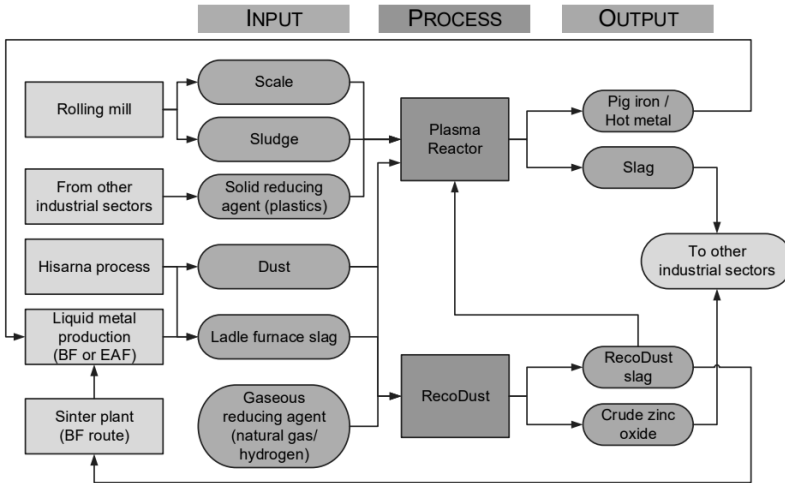 INPUT
PROCESS
OUTPUT
Rolling mill
Scale
Sludge
Plasma
Reactor
Pig iron /
Hot metal
Slag
From other
industrial sectors
Solid reducing
agent (plastics)
To other
industrial sectors
Hisarna process
Dust
Liquid metal
production
(BF or EAF)
Ladle furnace slag
RecoDust
RecoDust
slag
Sinter plant
(BF route)
Gaseous
reducing agent
(natural gas/
hydrogen)
Crude zinc
oxide